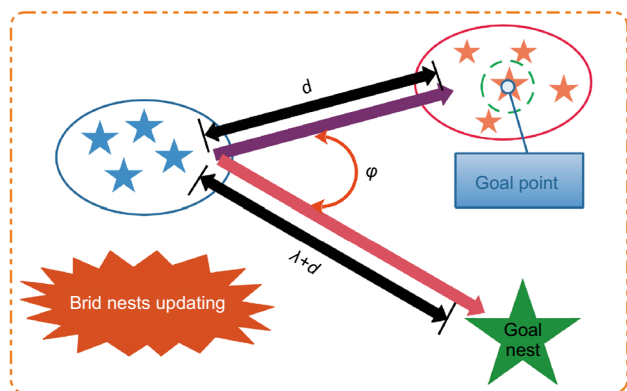 d
φ
d+λ
Goal point
Brid nests updating
Goal
nest